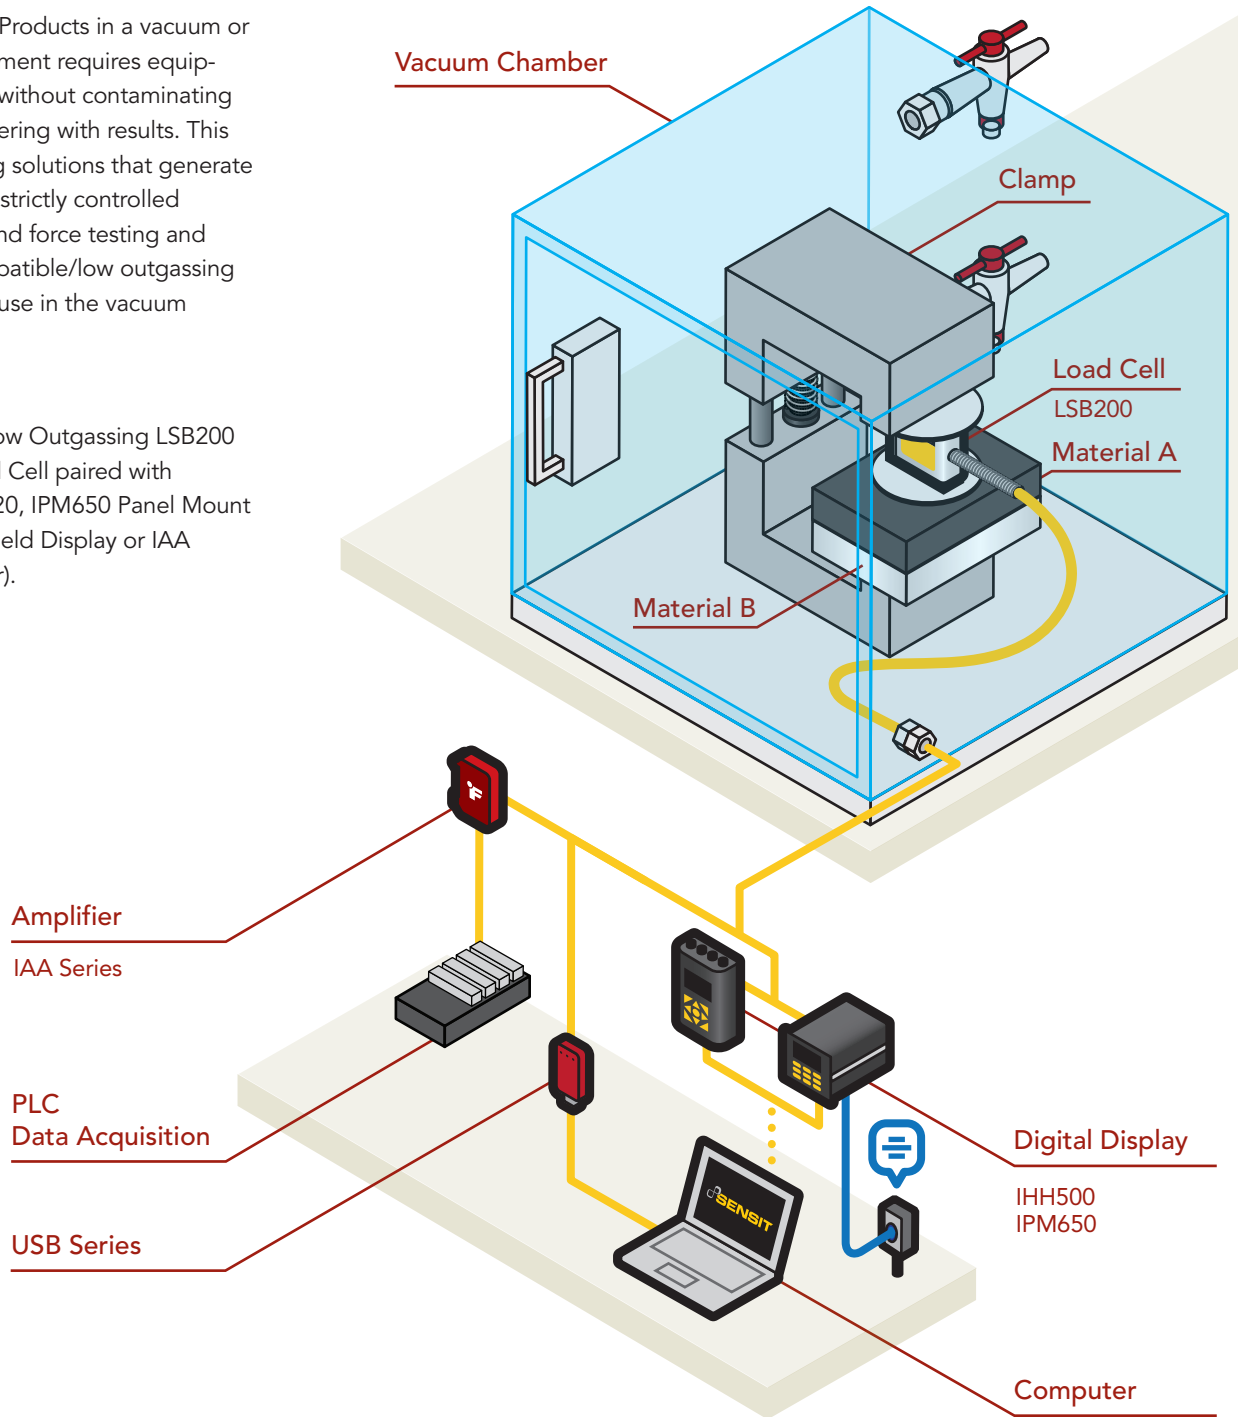 Products in a vacuum or
ment requires equip-
without contaminating
ering with results. This
g solutions that generate
strictly controlled
nd force testing and
patible/low outgassing
use in the vacuum
ow Outgassing LSB200
Cell paired with
20, IPM650 Panel Mount
eld Display or IAA
r).
Vacuum Chamber
Clamp
Load Cell
LSB200
Material A
Material B
Amplifier
IAA Series
PLC
Data Acquisition
USB Series
SENSIT
Digital Display
IHH500
IPM650
Computer